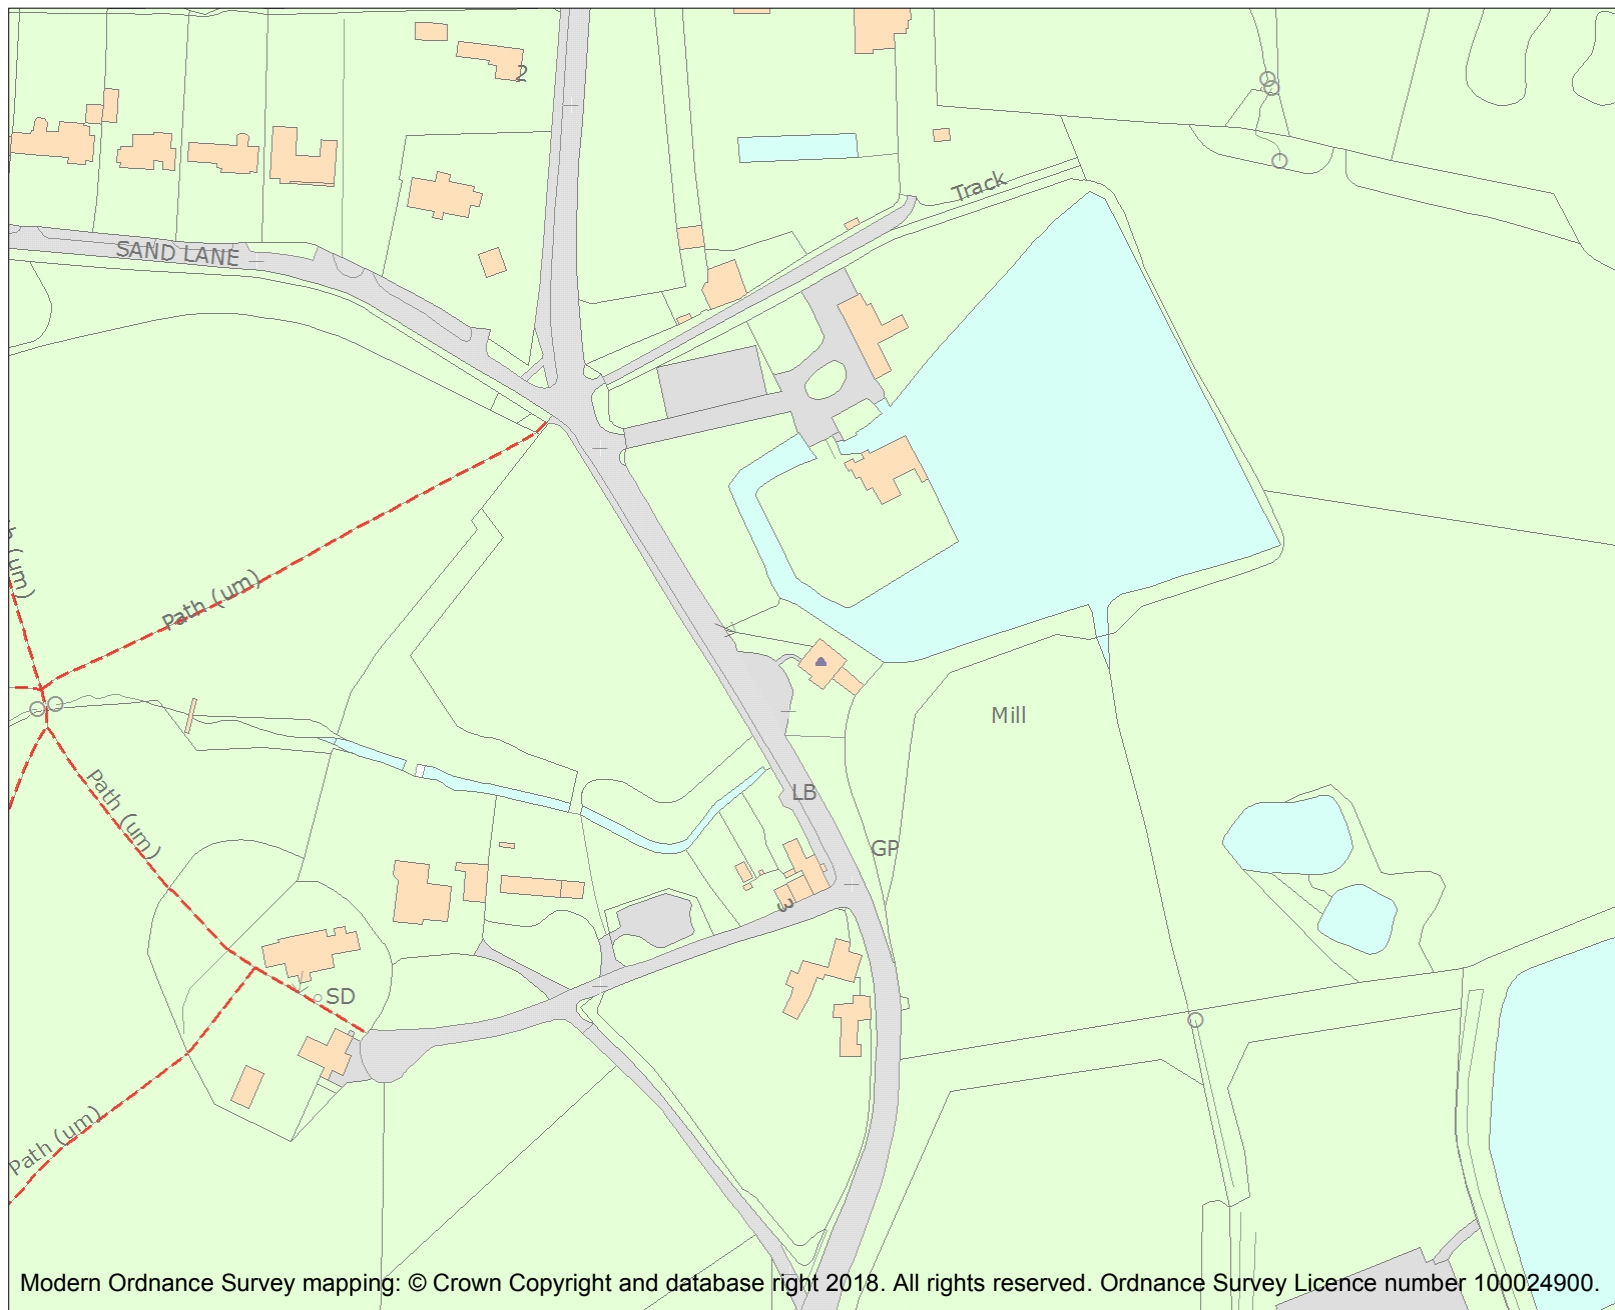 2
SAND LANE
Track
h (um)
Path (um)
Mill
Path (um)
LB
GP
3
SD
Path (um)
Modern Ordnance Survey mapping: © Crown Copyright and database right 2018. All rights reserved. Ordnance Survey Licence number 100024900.